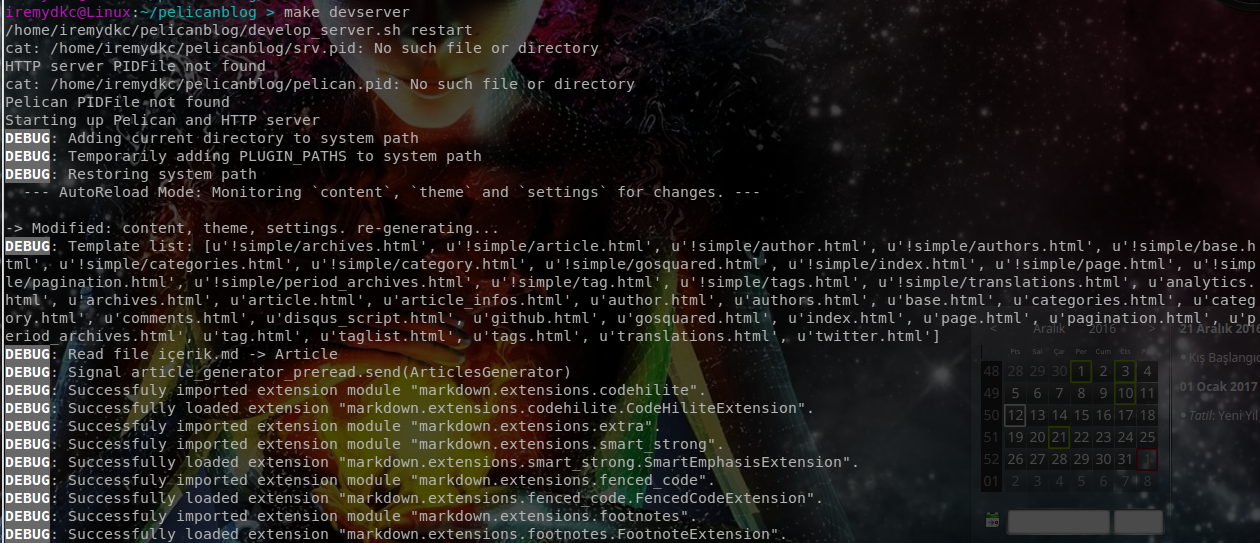 iremydkc@Linux:~/pelicanblog > make devserver
/home/iremydkc/pelicanblog/develop_server.sh restart
cat: /home/iremydkc/pelicanblog/srv.pid: No such file or directory
HTTP server PIDFile not found
cat: /home/iremydkc/pelicanblog/pelican.pid: No such file or directory
Pelican PIDFile not found
Starting up Pelican and HTTP server
DEBUG: Adding current directory to system path
DEBUG: Temporarily adding PLUGIN_PATHS to system path
DEBUG: Restoring system path
--- AutoReload Mode: Monitoring `content`, `theme` and `settings` for changes. ---
-> Modified: content, theme, settings. re-generating...
DEBUG: Template list: [u'!simple/archives.html', u'!simple/article.html', u'!simple/author.html', u'!simple/authors.html', u'!simple/base.h
tml', u'!simple/categories.html', u'!simple/category.html', u'!simple/gosquared.html', u'!simple/index.html', u'!simple/page.html', u'!simp
le/pagination.html', u'!simple/period_archives.html', u'!simple/tag.html', u'!simple/tags.html', u'!simple/translations.html', u'analytics.
html', u'archives.html', u'article.html', u'article_infos.html', u'author.html', u'authors.html', u'base.html', u'categories.html', u'categ
ory.html', u'comments.html', u'disqus_script.html', u'github.html', u'gosquared.html', u'index.html', u'page.html', u'pagination.html', u'p
eriod_archives.html', u'tag.html', u'taglist.html', u'tags.html', u'translations.html', u'twitter.html']
DEBUG: Read file içerik.md -> Article
DEBUG: Signal article_generator_preread.send(ArticlesGenerator)
DEBUG: Successfully imported extension module "markdown.extensions.codehilite".
DEBUG: Successfully loaded extension "markdown.extensions.codehilite.CodeHiliteExtension".
DEBUG: Successfully imported extension module "markdown.extensions.extra".
DEBUG: Successfully imported extension module "markdown.extensions.smart_strong".
DEBUG: Successfully loaded extension "markdown.extensions.smart_strong.SmartEmphasisExtension".
DEBUG: Successfully imported extension module "markdown.extensions.fenced_code".
DEBUG: Successfully loaded extension "markdown.extensions.fenced_code.FencedCodeExtension".
DEBUG: Successfully imported extension module "markdown.extensions.footnotes".
DEBUG: Successfully loaded extension "markdown.extensions.footnotes.FootnoteExtension".
< Aralık 2016 >
Pts Sal Çar Per Cum Cts
48 28 29 30 1 2 3 4
49 5 6 7 8 9 10 11
50 12 13 14 15 16 17 18
51 19 20 21 22 23 24 25
52 26 27 28 29 30 31 1
01 2 3 4 5 6 7 8
21 Aralık 2016
• Kış Başlangıc
01 Ocak 2017
• Tatil: Yeni Yıl